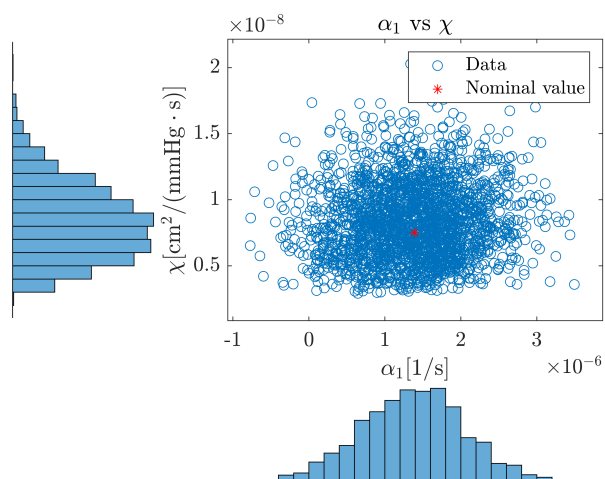 ×10⁻⁸
α₁ vs χ
Data
Nominal value
2
1.5
1
0.5
χ[cm²/(mmHg · s)]
-1 0 1 2 3
α₁[1/s]
×10⁻⁶